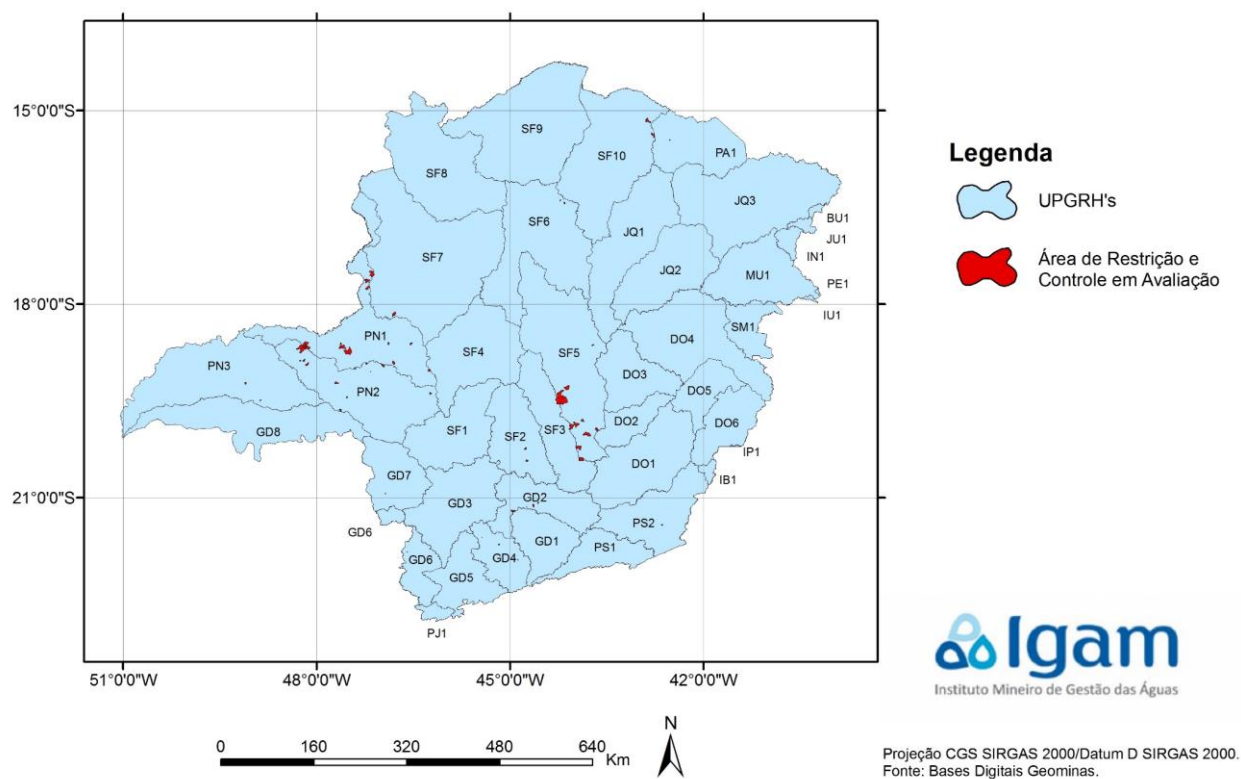 15°0'0"S
18°0'0"S
21°0'0"S
SF9
SF10
PA1
SF8
JQ3
BU1
SF6
JQ1
JU1
SF7
IN1
JQ2
MU1
PE1
IU1
PN1
SM1
DO4
SF4
SF5
PN3
DO3
DO5
PN2
DO2
DO6
GD8
SF1
SF2
SF3
IP1
DO1
GD7
IB1
GD3
GD2
PS2
GD6
GD1
PS1
GD6
GD4
GD5
PJ1
51°0'0"W
48°0'0"W
45°0'0"W
42°0'0"W
0
160
320
480
640
Km
N
Legenda
UPGRH's
Área de Restrição e
Controle em Avaliação
Igam
Instituto Mineiro de Gestão das Águas
Projeção CGS SIRGAS 2000/Datum D SIRGAS 2000.
Fonte: Bases Digitais Geominas.